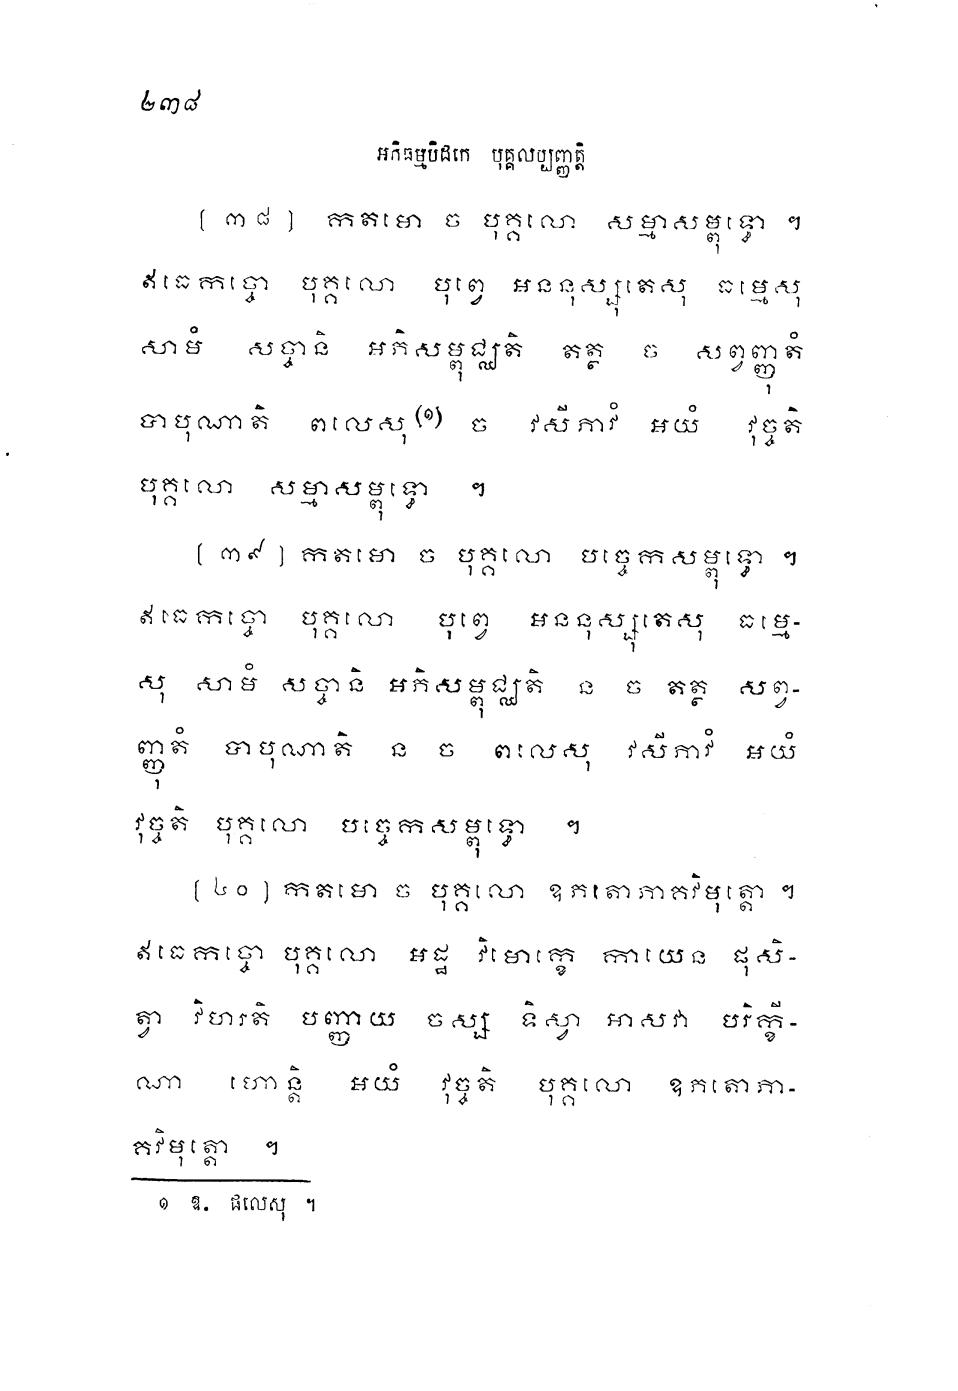 ២៣៨
អភិធម្មបិដកេ បុគ្គលប្បញ្ញត្តិ
[ ៣៨ ] កតមោ ច បុគ្គលោ សម្មាសម្ពុទ្ធោ ។
ឥធេកច្ចោ បុគ្គលោ បុព្វេ អននុស្សុតេសុ ធម្មេសុ
សាមំ សច្ចានិ អភិសម្ពុជ្ឈតិ តត្ថ ច សព្វញ្ញុតំ
បាបុណាតិ ពលេសុ(១) ច វសីភាវំ អយំ វុច្ចតិ
បុគ្គលោ សម្មាសម្ពុទ្ធោ ។
[ ៣៩ ] កតមោ ច បុគ្គលោ បច្ចេកសម្ពុទ្ធោ ។
ឥធេកច្ចោ បុគ្គលោ បុព្វេ អននុស្សុតេសុ ធម្មេ-
សុ សាមំ សច្ចានិ អភិសម្ពុជ្ឈតិ ន ច តត្ថ សព្វ-
ញ្ញុតំ បាបុណាតិ ន ច ពលេសុ វសីភាវំ អយំ
វុច្ចតិ បុគ្គលោ បច្ចេកសម្ពុទ្ធោ ។
[ ៤០ ] កតមោ ច បុគ្គលោ ឧភតោភាគវិមុត្តោ ។
ឥធេកច្ចោ បុគ្គលោ អដ្ឋ វិមោក្ខេ កាយេន ផុសិ-
ត្វា វិហរតិ បញ្ញាយ ចស្ស ទិស្វា អាសវា បរិក្ខី-
ណា ហោន្តិ អយំ វុច្ចតិ បុគ្គលោ ឧភតោភា-
គវិមុត្តោ ។
១ ឱ. ផលេសុ ។